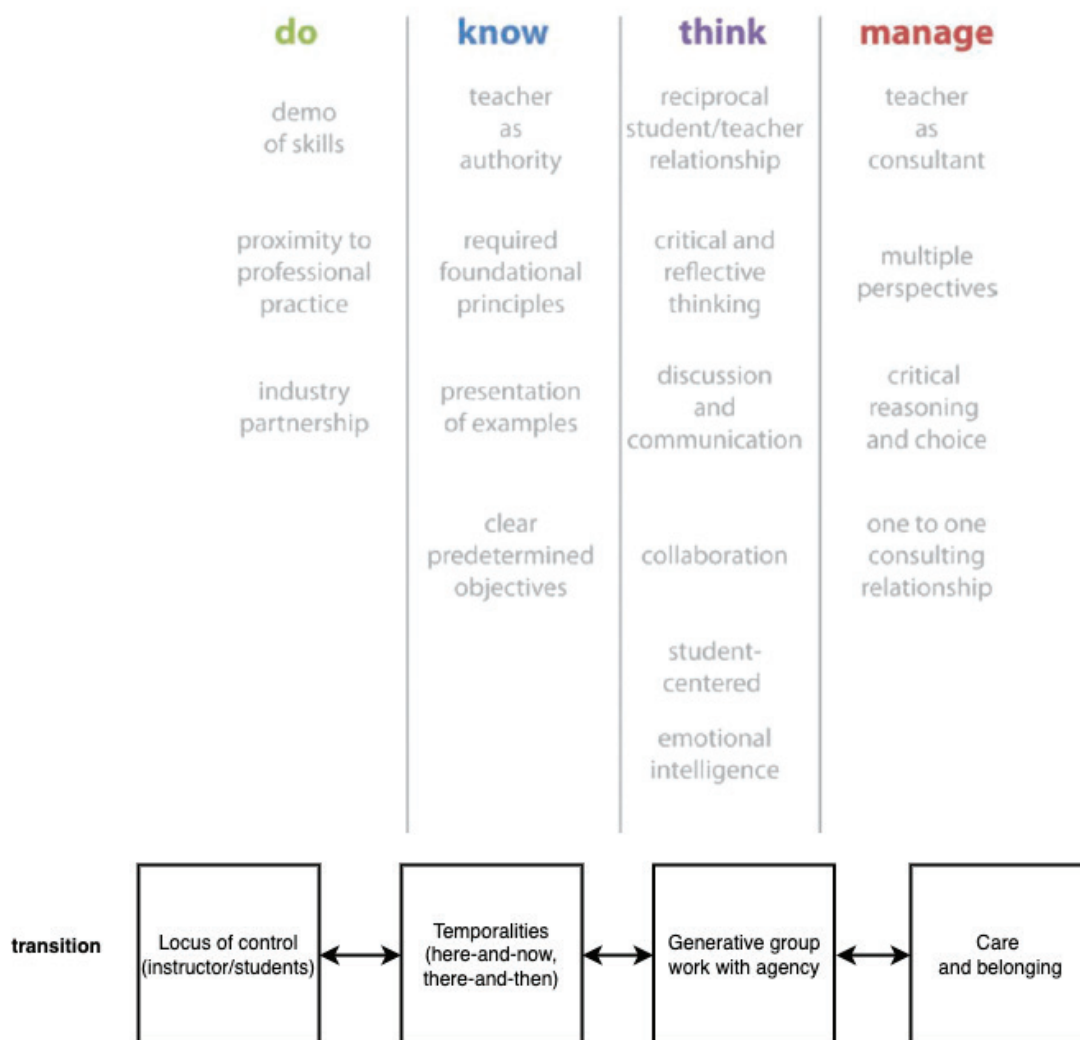 do
know
think
manage
demo
of skills
teacher
as
authority
reciprocal
student/teacher
relationship
teacher
as
consultant
proximity to
professional
practice
required
foundational
principles
critical and
reflective
thinking
multiple
perspectives
industry
partnership
presentation
of examples
discussion
and
communication
critical
reasoning
and choice
clear
predetermined
objectives
collaboration
one to one
consulting
relationship
student-
centered
emotional
intelligence
transition
Locus of control
(instructor/students)
Temporalities
(here-and-now,
there-and-then)
Generative group
work with agency
Care
and belonging